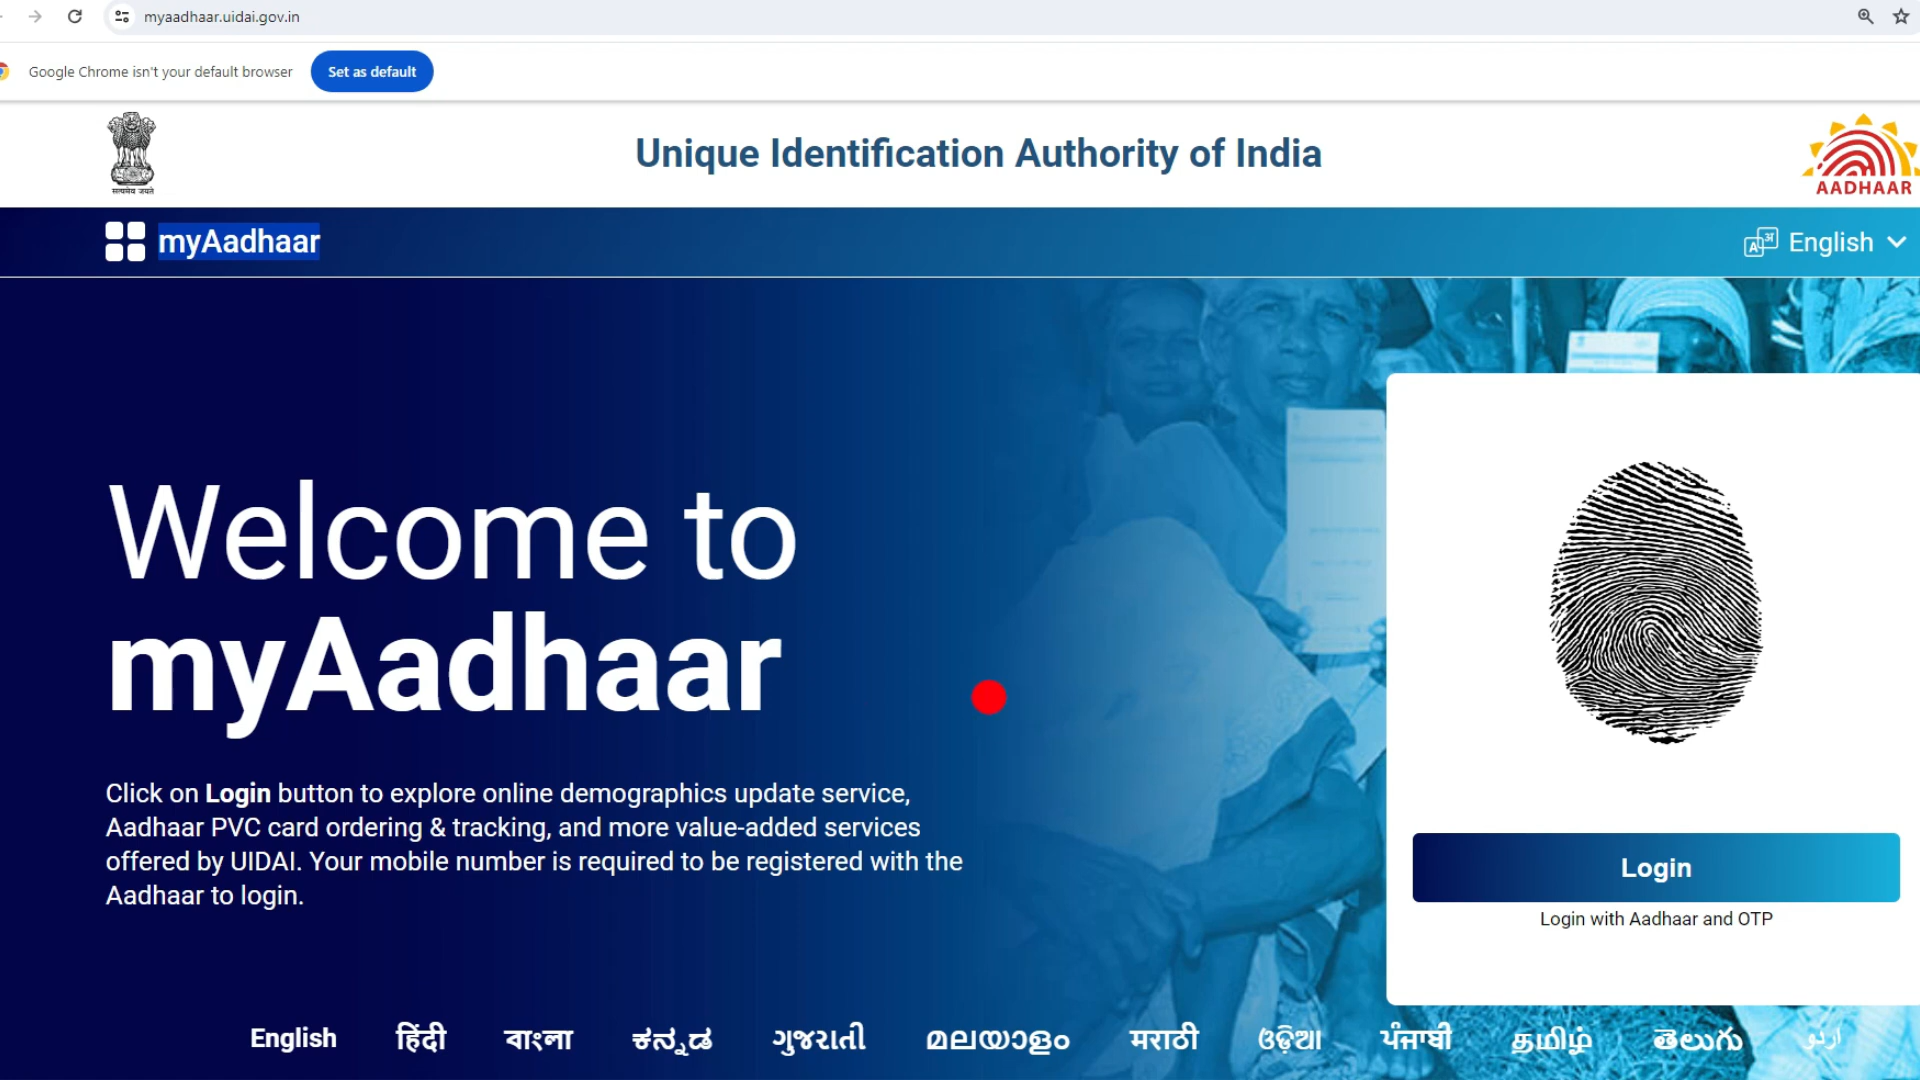 myaadhaar.uidai.gov.in
Google Chrome isn't your default browser
Set as default
सत्यमेव जयते
Unique Identification Authority of India
AADHAAR
myAadhaar
English
Welcome to
myAadhaar
Click on Login button to explore online demographics update service,
Aadhaar PVC card ordering & tracking, and more value-added services
offered by UIDAI. Your mobile number is required to be registered with the
Aadhaar to login.
Login
Login with Aadhaar and OTP
English हिंदी বাংলা ಕನ್ನಡ ગુજરાતી മലയാളം मराठी ଓଡ଼ିଆ ਪੰਜਾਬੀ தமிழ் తెలుగు اردو